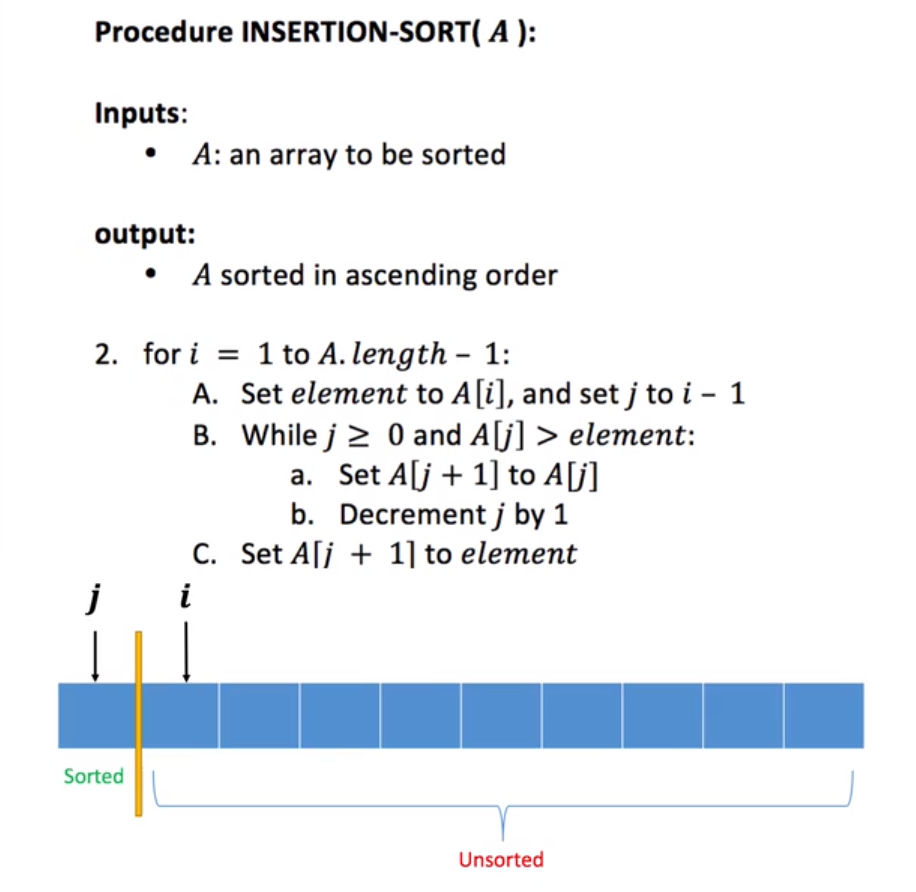 Procedure INSERTION-SORT( A ):
Inputs:
• A: an array to be sorted
output:
• A sorted in ascending order
2. for i = 1 to A.length – 1:
A. Set element to A[i], and set j to i – 1
B. While j ≥ 0 and A[j] > element:
a. Set A[j + 1] to A[j]
b. Decrement j by 1
C. Set A[j + 1] to element
j i
Sorted
Unsorted